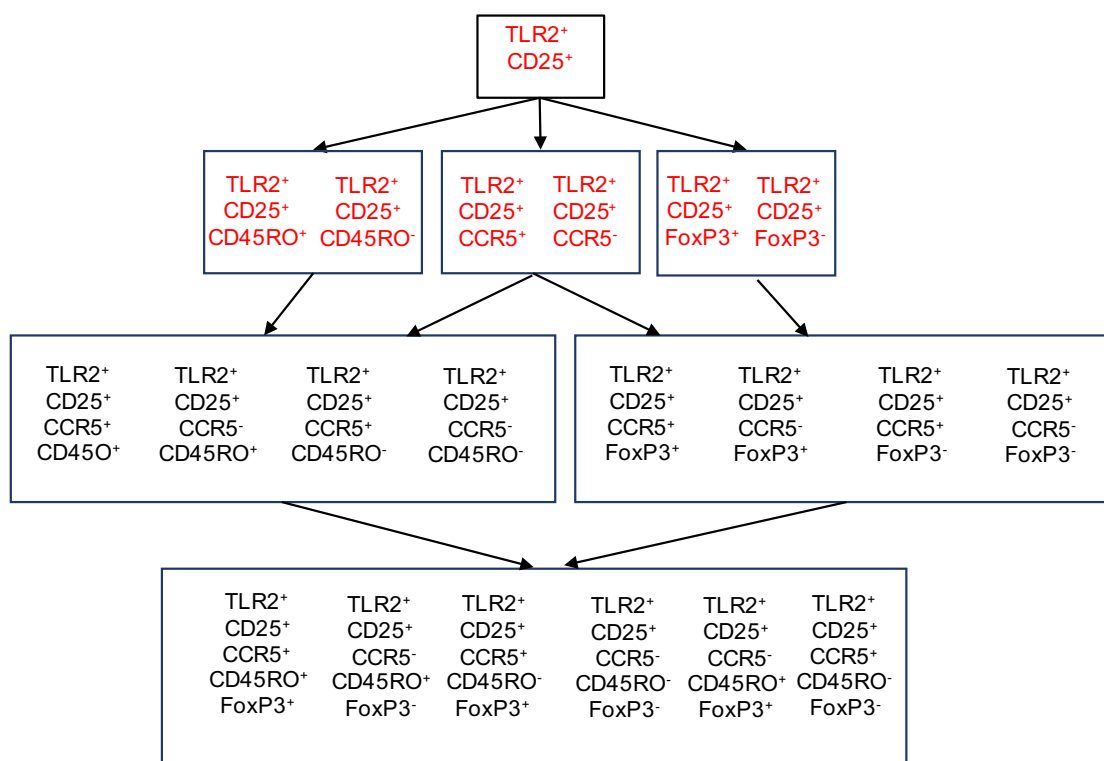 TLR2⁺
CD25⁺
TLR2⁺
CD25⁺
CD45RO⁺
TLR2⁺
CD25⁺
CD45RO⁻
TLR2⁺
CD25⁺
CCR5⁺
TLR2⁺
CD25⁺
CCR5⁻
TLR2⁺
CD25⁺
FoxP3⁺
TLR2⁺
CD25⁺
FoxP3⁻
TLR2⁺
CD25⁺
CCR5⁺
CD45O⁺
TLR2⁺
CD25⁺
CCR5⁻
CD45RO⁺
TLR2⁺
CD25⁺
CCR5⁺
CD45RO⁻
TLR2⁺
CD25⁺
CCR5⁻
CD45RO⁻
TLR2⁺
CD25⁺
CCR5⁺
FoxP3⁺
TLR2⁺
CD25⁺
CCR5⁻
FoxP3⁺
TLR2⁺
CD25⁺
CCR5⁺
FoxP3⁻
TLR2⁺
CD25⁺
CCR5⁻
FoxP3⁻
TLR2⁺
CD25⁺
CCR5⁺
CD45RO⁺
FoxP3⁺
TLR2⁺
CD25⁺
CCR5⁻
CD45RO⁺
FoxP3⁻
TLR2⁺
CD25⁺
CCR5⁺
CD45RO⁻
FoxP3⁺
TLR2⁺
CD25⁺
CCR5⁻
CD45RO⁻
FoxP3⁻
TLR2⁺
CD25⁺
CCR5⁻
CD45RO⁺
FoxP3⁺
TLR2⁺
CD25⁺
CCR5⁺
CD45RO⁻
FoxP3⁻